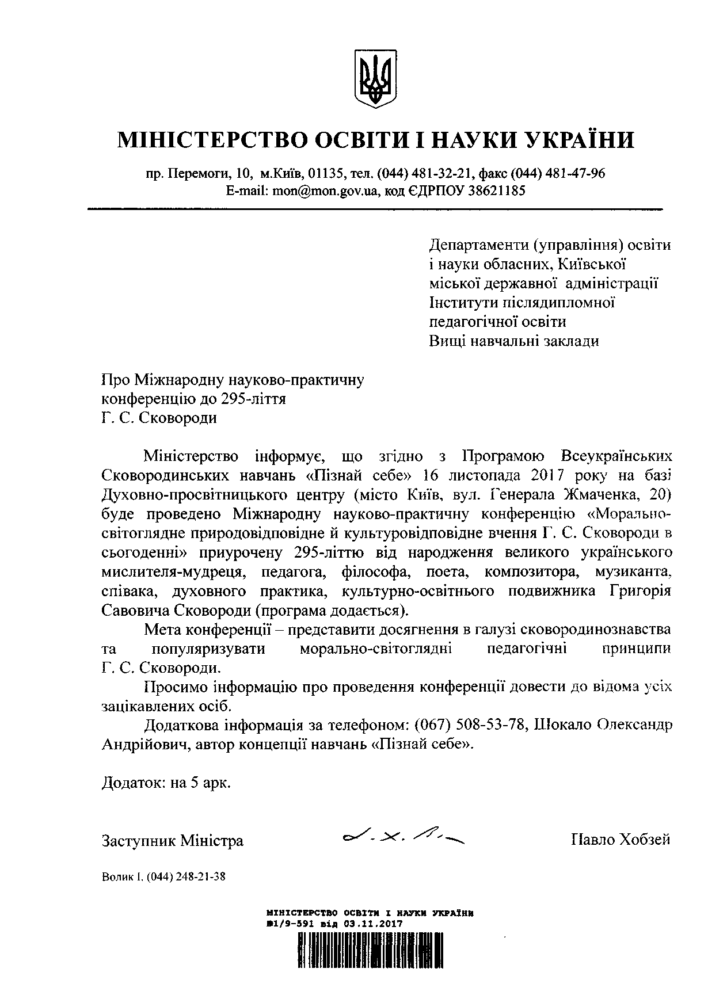 МІНІСТЕРСТВО ОСВІТИ І НАУКИ УКРАЇНИ
пр. Перемоги, 10, м.Київ, 01135, тел. (044) 481-32-21, факс (044) 481-47-96
E-mail: mon@mon.gov.ua, код ЄДРПОУ 38621185
Департаменти (управління) освіти
і науки обласних, Київської
міської державної адміністрації
Інститути післядипломної
педагогічної освіти
Вищі навчальні заклади
Про Міжнародну науково-практичну
конференцію до 295-ліття
Г. С. Сковороди
Міністерство інформує, що згідно з Програмою Всеукраїнських
Сковородинських навчань «Пізнай себе» 16 листопада 2017 року на базі
Духовно-просвітницького центру (місто Київ, вул. Генерала Жмаченка, 20)
буде проведено Міжнародну науково-практичну конференцію «Морально-
світоглядне природовідповідне й культуровідповідне вчення Г. С. Сковороди в
сьогоденні» приурочену 295-літтю від народження великого українського
мислителя-мудреця, педагога, філософа, поета, композитора, музиканта,
співака, духовного практика, культурно-освітнього подвижника Григорія
Савовича Сковороди (програма додається).
Мета конференції – представити досягнення в галузі сковородинознавства
та популяризувати морально-світоглядні педагогічні принципи
Г. С. Сковороди.
Просимо інформацію про проведення конференції довести до відома усіх
зацікавлених осіб.
Додаткова інформація за телефоном: (067) 508-53-78, Шокало Олександр
Андрійович, автор концепції навчань «Пізнай себе».
Додаток: на 5 арк.
Заступник Міністра Павло Хобзей
Волик І. (044) 248-21-38
МІНІСТЕРСТВО ОСВІТИ І НАУКИ УКРАЇНИ
№1/9-591 від 03.11.2017